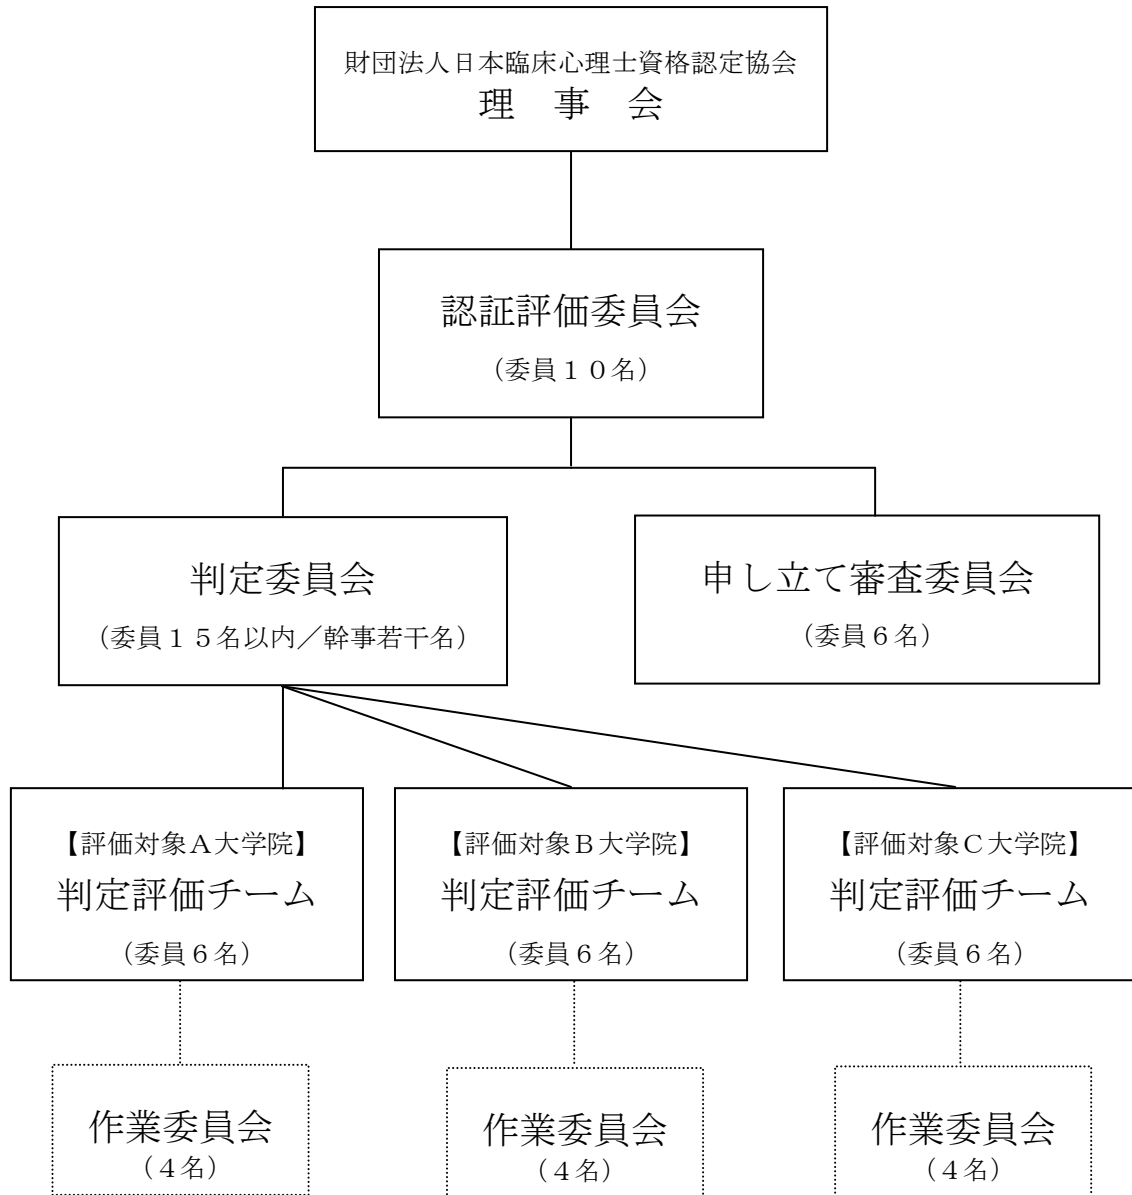 財団法人日本臨床心理士資格認定協会
理　事　会
認証評価委員会
（委員１０名）
判定委員会
（委員１５名以内／幹事若干名）
申し立て審査委員会
（委員６名）
【評価対象Ａ大学院】
判定評価チーム
（委員６名）
【評価対象Ｂ大学院】
判定評価チーム
（委員６名）
【評価対象Ｃ大学院】
判定評価チーム
（委員６名）
作業委員会
（４名）
作業委員会
（４名）
作業委員会
（４名）